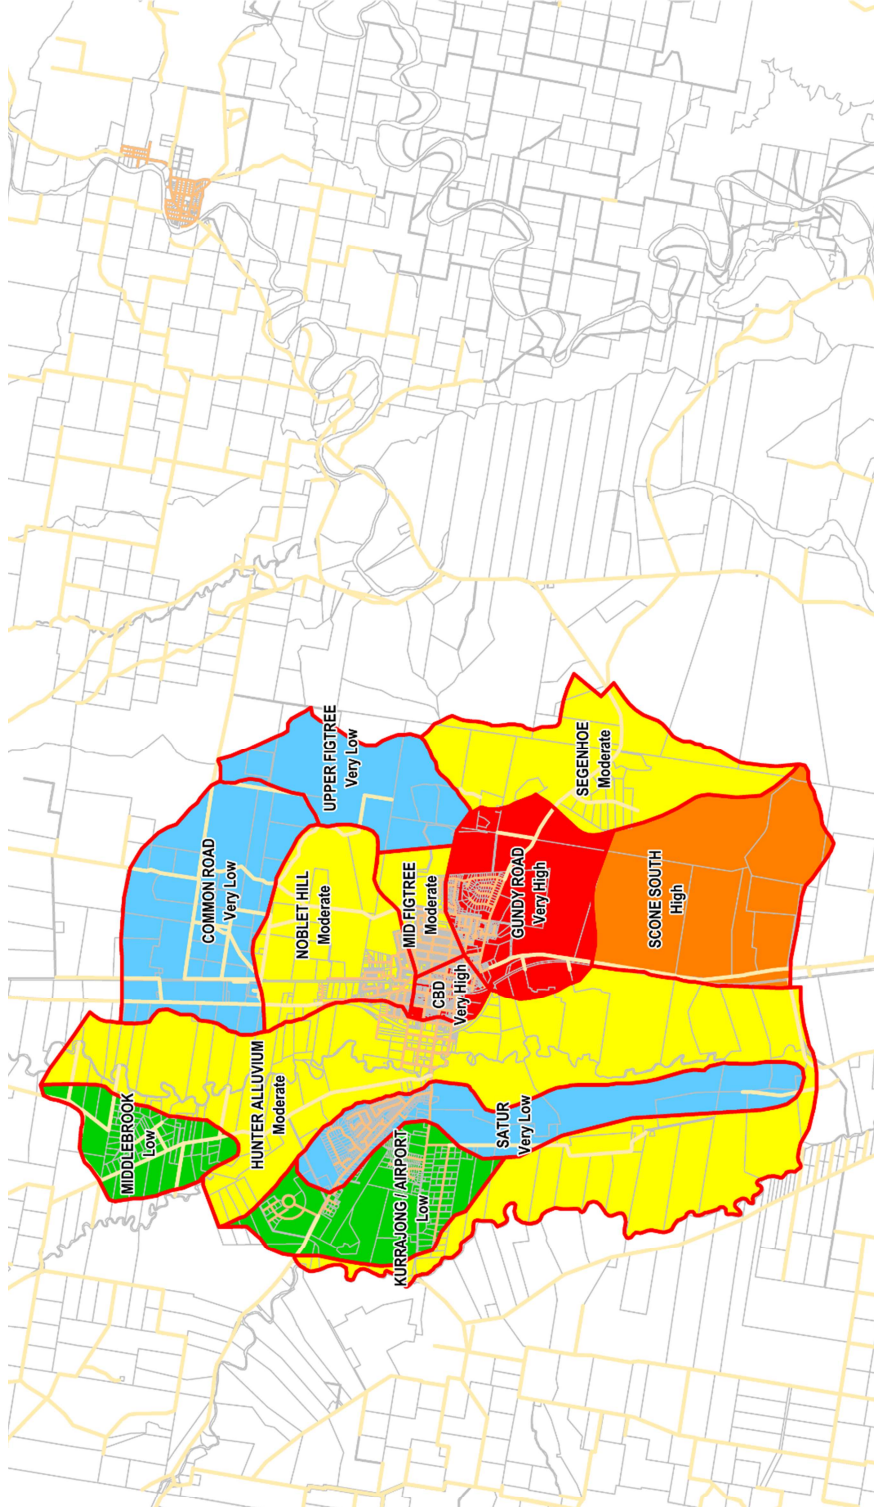 MIDDLEBROOK
Low
COMMON ROAD
Very Low
HUNTER ALLUVIUM
Moderate
NOBLET HILL
Moderate
UPPER FIGTREE
Very Low
KURRAJONG / AIRPORT
Low
MID FIGTREE
Moderate
CBD
Very High
SATUR
Very Low
GUNDY ROAD
Very High
SEGENHOE
Moderate
SCONE SOUTH
High